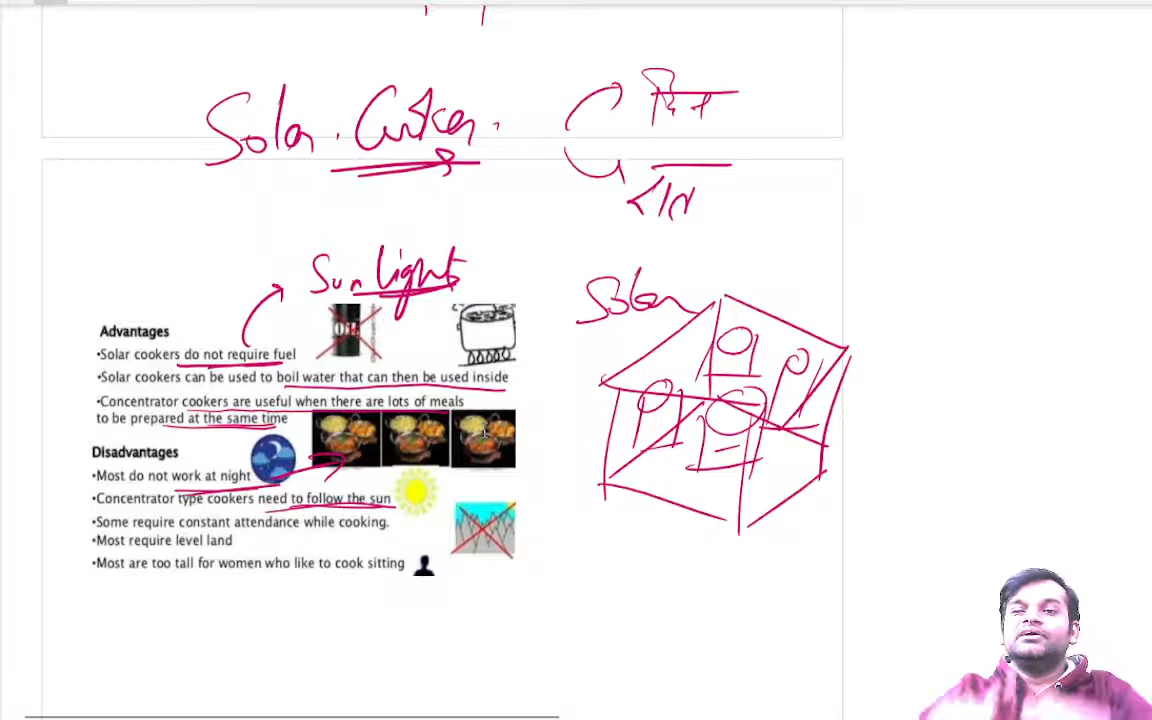 Solar. Cooker.
दिन
रात
Sun light
Solar
Advantages
OIL
•Solar cookers do not require fuel
•Solar cookers can be used to boil water that can then be used inside
•Concentrator cookers are useful when there are lots of meals
to be prepared at the same time
Disadvantages
•Most do not work at night
•Concentrator type cookers need to follow the sun
•Some require constant attendance while cooking.
•Most require level land
•Most are too tall for women who like to cook sitting